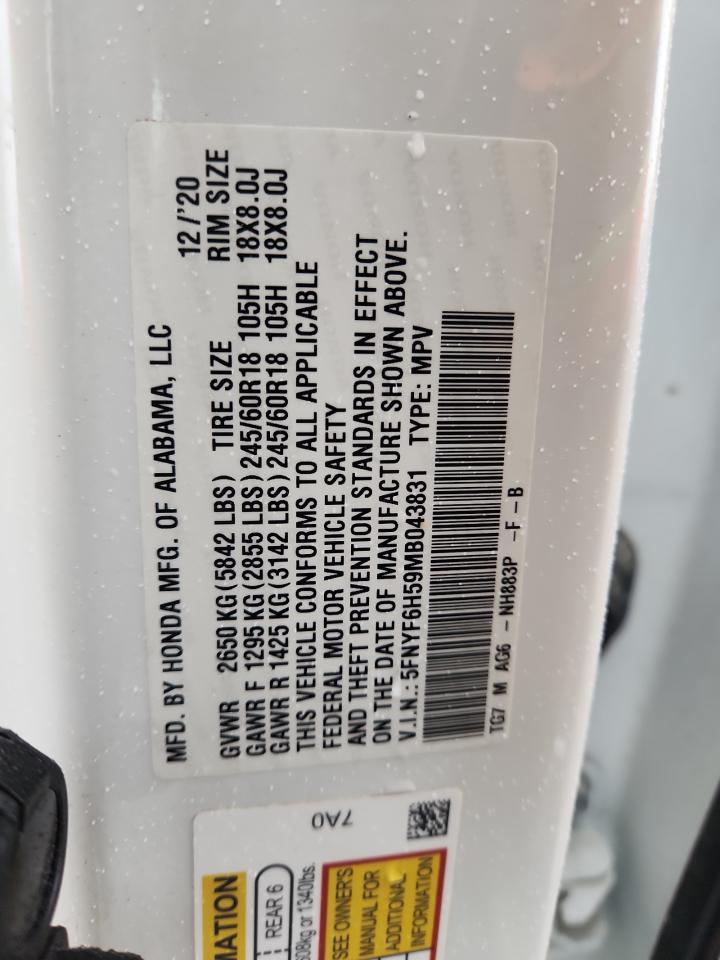 MFD. BY HONDA MFG. OF ALABAMA, LLC 12/'20
GVWR 2650 KG (5842 LBS) TIRE SIZE RIM SIZE
GAWR F 1295 KG (2855 LBS) 245/60R18 105H 18X8.0J
GAWR R 1425 KG (3142 LBS) 245/60R18 105H 18X8.0J
THIS VEHICLE CONFORMS TO ALL APPLICABLE
FEDERAL MOTOR VEHICLE SAFETY
AND THEFT PREVENTION STANDARDS IN EFFECT
ON THE DATE OF MANUFACTURE SHOWN ABOVE.
V.I.N.: 5FNYF6H59MB043831 TYPE: MPV
TG7 M AG6 - NH883P -F -B
7A0
REAR 6
1340lbs.
SEE OWNER'S
MANUAL FOR
ADDITIONAL
INFORMATION